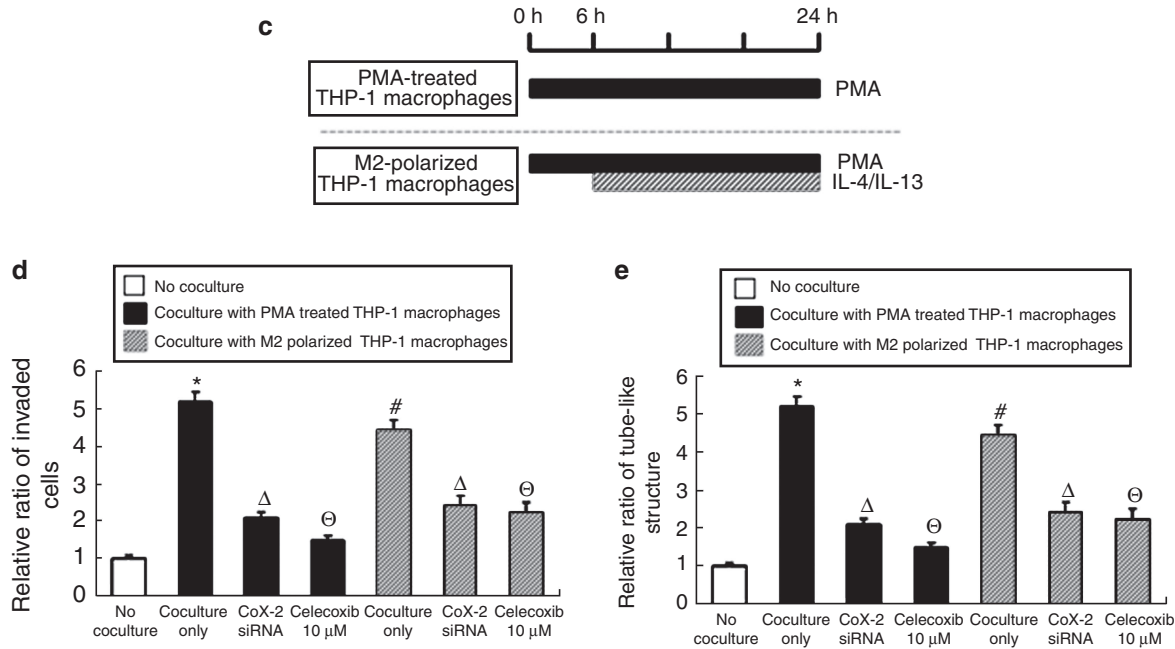 c
0 h 6 h 24 h
PMA-treated
THP-1 macrophages
PMA
M2-polarized
THP-1 macrophages
PMA
IL-4/IL-13
d
No coculture
Coculture with PMA treated THP-1 macrophages
Coculture with M2 polarized THP-1 macrophages
Relative ratio of invaded
cells
6
5
4
3
2
1
0
* Δ Θ # Δ Θ
No
coculture
Coculture
only
CoX-2
siRNA
Celecoxib
10 µM
Coculture
only
CoX-2
siRNA
Celecoxib
10 µM
e
No coculture
Coculture with PMA treated THP-1 macrophages
Coculture with M2 polarized THP-1 macrophages
Relative ratio of tube-like
structure
6
5
4
3
2
1
0
* Δ Θ # Δ Θ
No
coculture
Coculture
only
CoX-2
siRNA
Celecoxib
10 µM
Coculture
only
CoX-2
siRNA
Celecoxib
10 µM